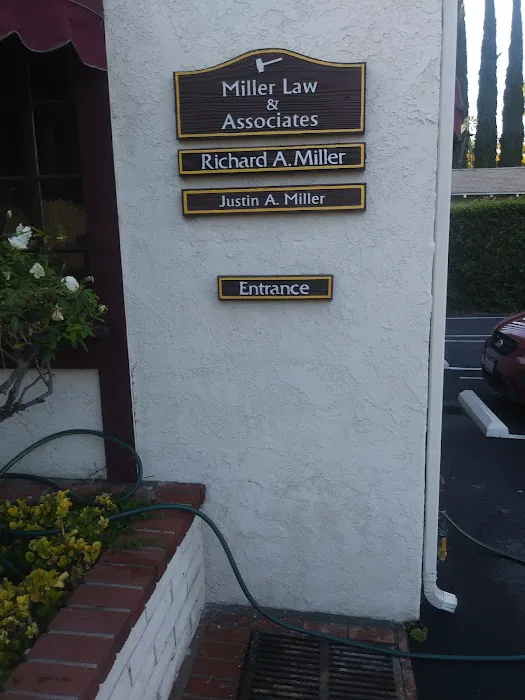 Miller Law
&
Associates
Richard A. Miller
Justin A. Miller
Entrance